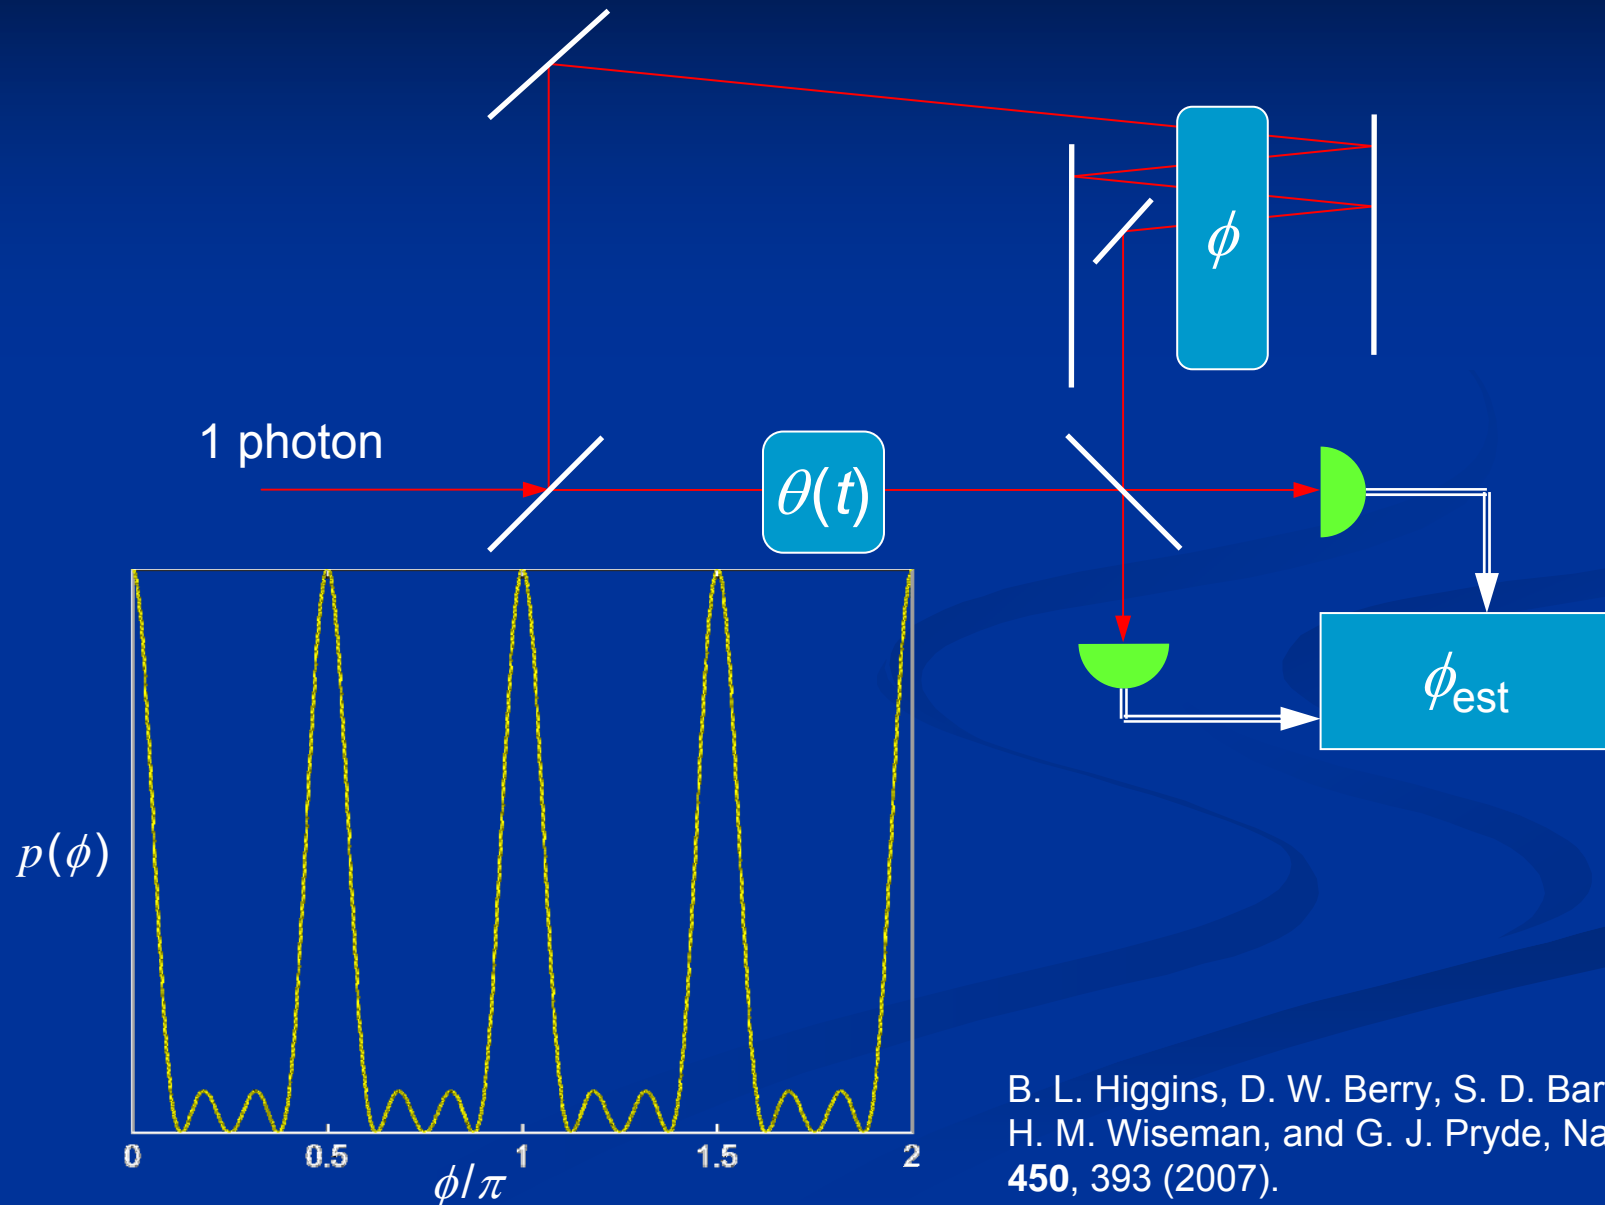 ϕ
1 photon
θ(t)
ϕest
p(ϕ)
0 0.5 1 1.5 2
ϕ/π
B. L. Higgins, D. W. Berry, S. D. Bar
H. M. Wiseman, and G. J. Pryde, Na
450, 393 (2007).